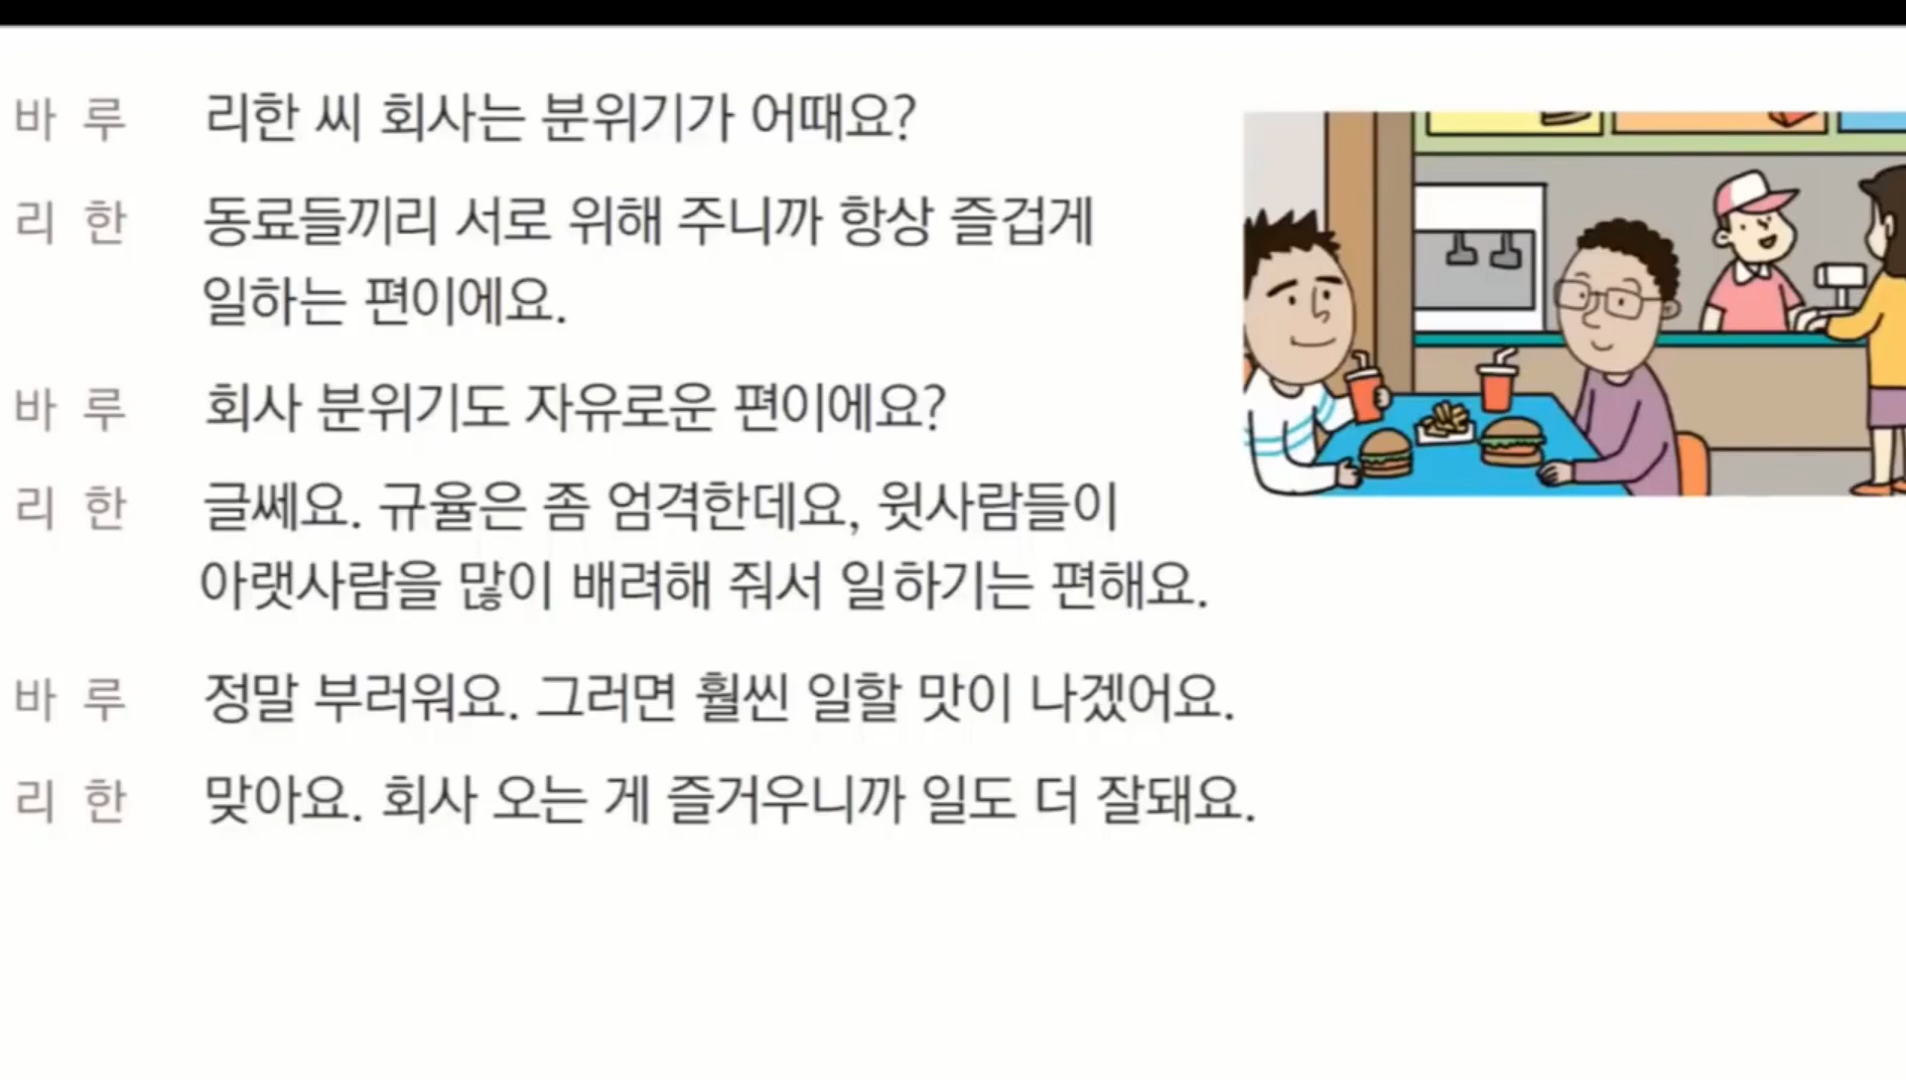 바 루 리한 씨 회사는 분위기가 어때요?
리 한 동료들끼리 서로 위해 주니까 항상 즐겁게
일하는 편이에요.
바 루 회사 분위기도 자유로운 편이에요?
리 한 글쎄요. 규율은 좀 엄격한데요, 윗사람들이
아랫사람을 많이 배려해 줘서 일하기는 편해요.
바 루 정말 부러워요. 그러면 훨씬 일할 맛이 나겠어요.
리 한 맞아요. 회사 오는 게 즐거우니까 일도 더 잘돼요.